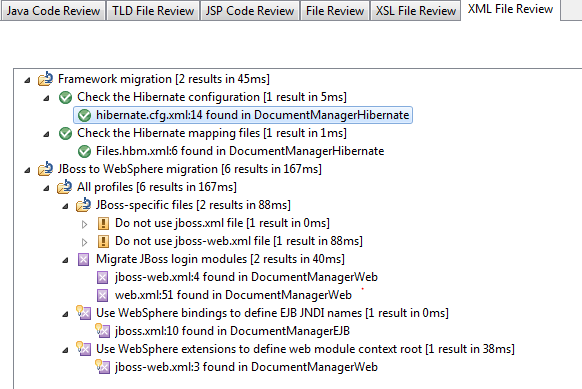 Java Code Review TLD File Review JSP Code Review File Review XSL File Review XML File Review
Framework migration [2 results in 45ms]
Check the Hibernate configuration [1 result in 5ms]
hibernate.cfg.xml:14 found in DocumentManagerHibernate
Check the Hibernate mapping files [1 result in 1ms]
Files.hbm.xml:6 found in DocumentManagerHibernate
JBoss to WebSphere migration [6 results in 167ms]
All profiles [6 results in 167ms]
JBoss-specific files [2 results in 88ms]
Do not use jboss.xml file [1 result in 0ms]
Do not use jboss-web.xml file [1 result in 88ms]
Migrate JBoss login modules [2 results in 40ms]
jboss-web.xml:4 found in DocumentManagerWeb
web.xml:51 found in DocumentManagerWeb
Use WebSphere bindings to define EJB JNDI names [1 result in 0ms]
jboss.xml:10 found in DocumentManagerEJB
Use WebSphere extensions to define web module context root [1 result in 38ms]
jboss-web.xml:3 found in DocumentManagerWeb